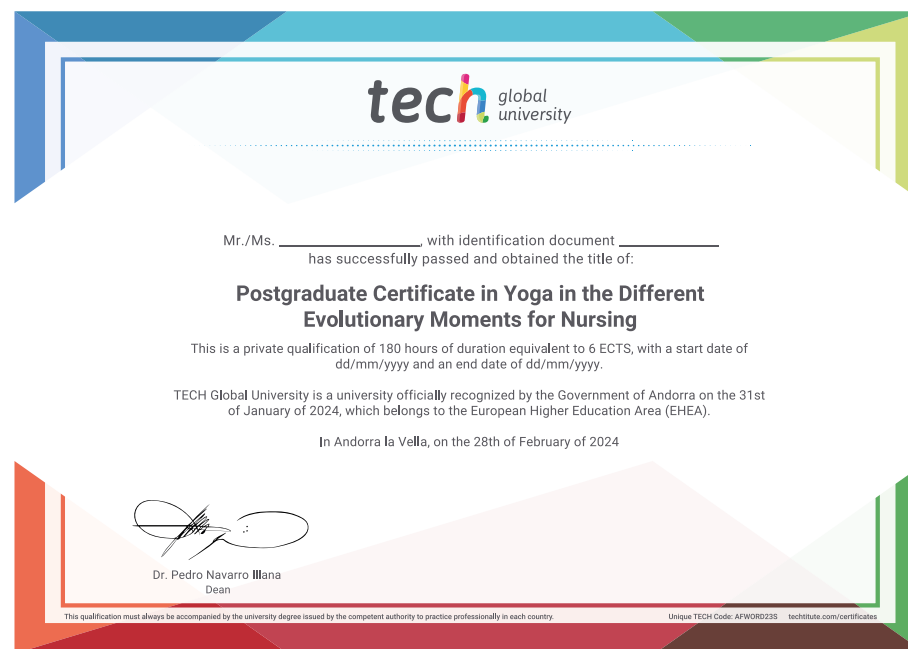 tech global university
Mr./Ms. ____________, with identification document ____________
has successfully passed and obtained the title of:
Postgraduate Certificate in Yoga in the Different
Evolutionary Moments for Nursing
This is a private qualification of 180 hours of duration equivalent to 6 ECTS, with a start date of
dd/mm/yyyy and an end date of dd/mm/yyyy.
TECH Global University is a university officially recognized by the Government of Andorra on the 31st
of January of 2024, which belongs to the European Higher Education Area (EHEA).
In Andorra la Vella, on the 28th of February of 2024
Dr. Pedro Navarro Illana
Dean
This qualification must always be accompanied by the university degree issued by the competent authority to practice professionally in each country.
Unique TECH Code: AFWORD23S techtitute.com/certificates